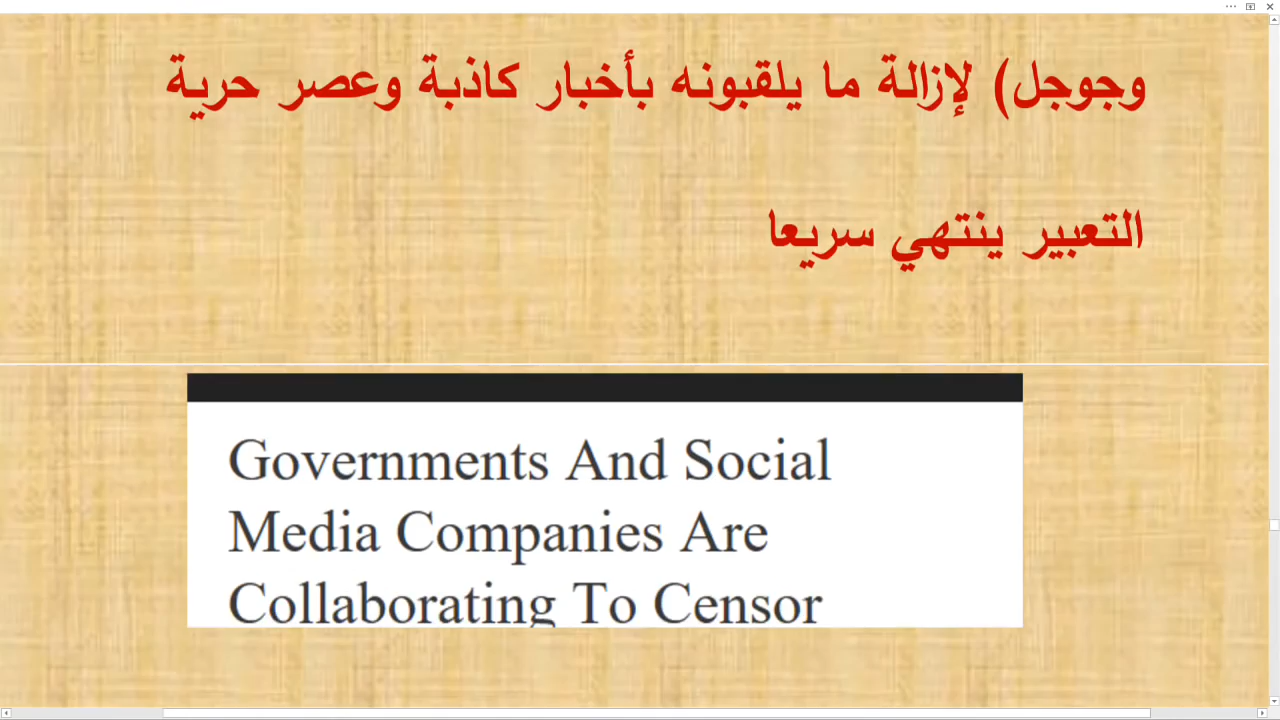 وجوجل) لإزالة ما يلقبونه بأخبار كاذبة وعصر حرية
التعبير ينتهي سريعا
Governments And Social
Media Companies Are
Collaborating To Censor